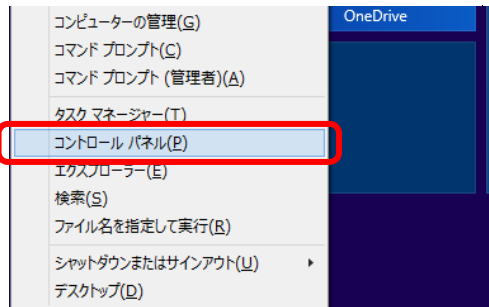 コンピューターの管理(G)
OneDrive
コマンド プロンプト(C)
コマンド プロンプト (管理者)(A)
タスク マネージャー(T)
コントロール パネル(P)
エクスプローラー(E)
検索(S)
ファイル名を指定して実行(R)
シャットダウンまたはサインアウト(U)
デスクトップ(D)